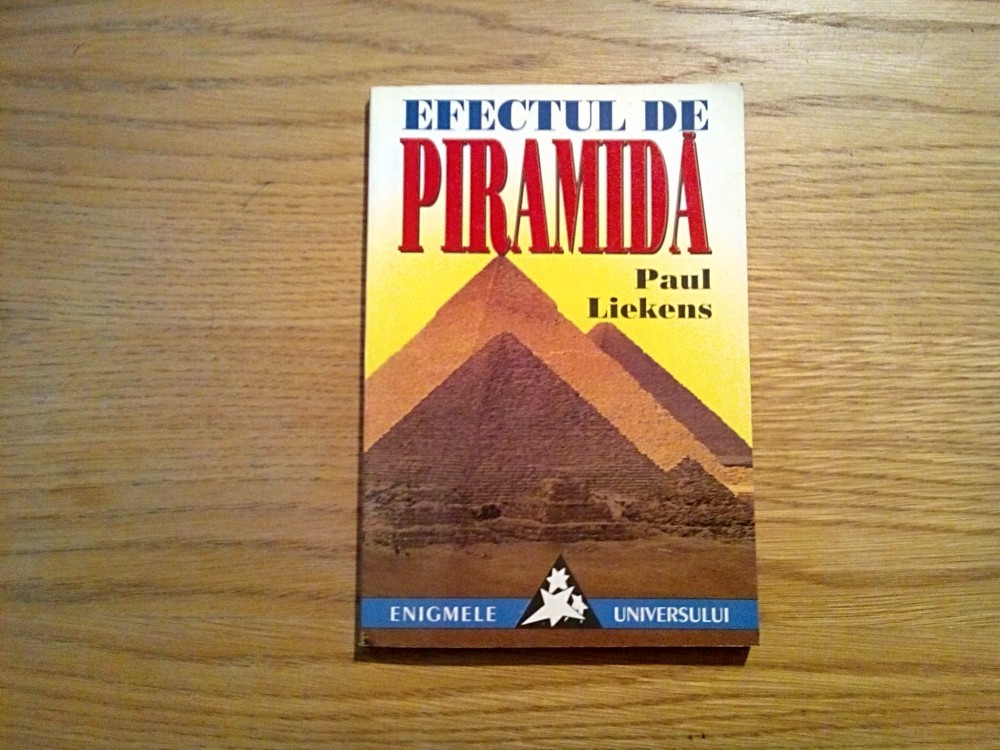 EFECTUL DE
PIRAMIDĂ
Paul
Liekens
ENIGMELE UNIVERSULUI